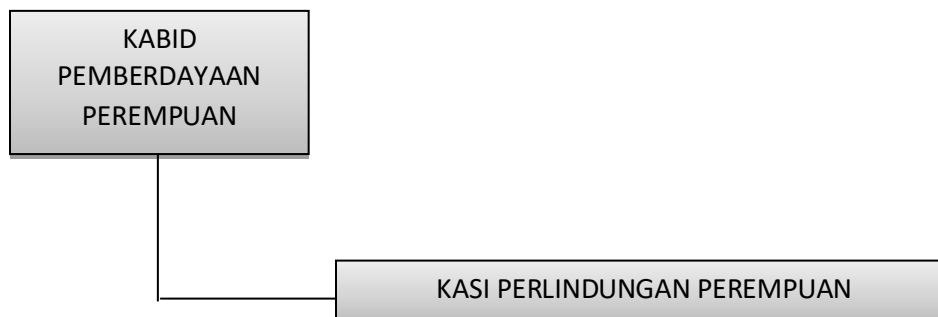 KABID
PEMBERDAYAAN
PEREMPUAN
KASI PERLINDUNGAN PEREMPUAN